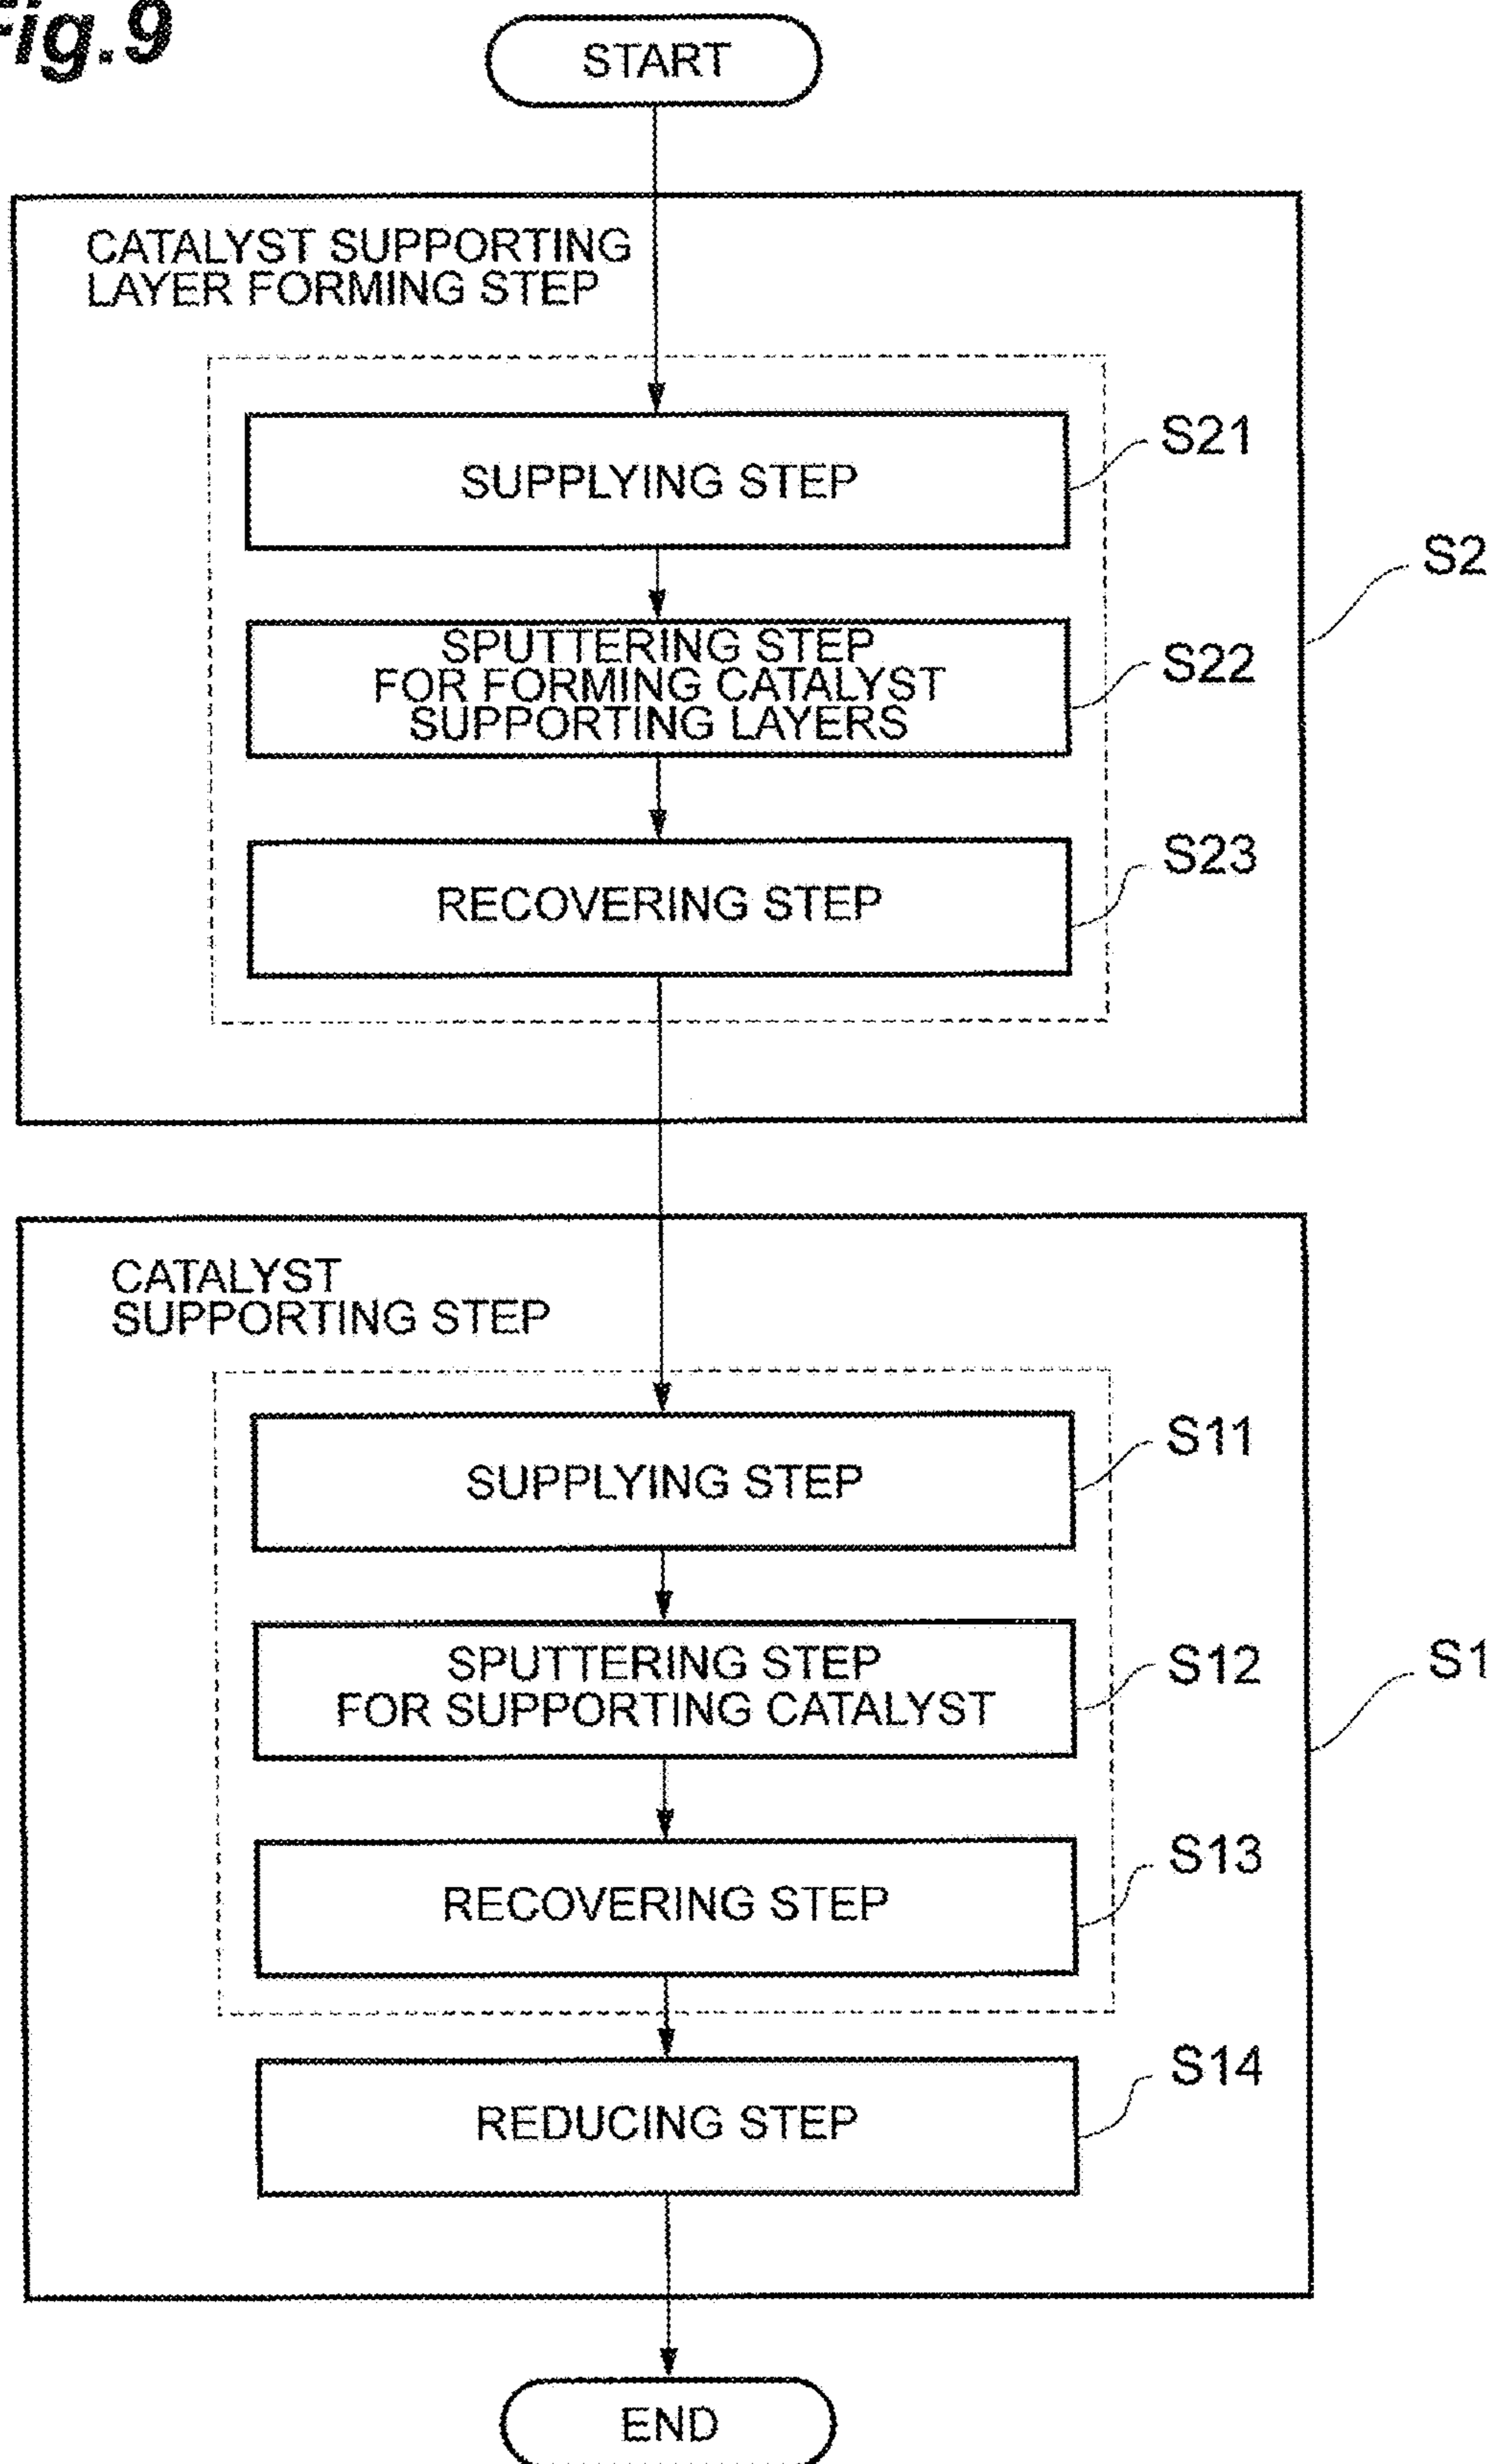 Fig.9
START
CATALYST SUPPORTING
LAYER FORMING STEP
SUPPLYING STEP
S21
S2
SPUTTERING STEP
FOR FORMING CATALYST
SUPPORTING LAYERS
S22
RECOVERING STEP
S23
CATALYST
SUPPORTING STEP
SUPPLYING STEP
S11
SPUTTERING STEP
FOR SUPPORTING CATALYST
S12
S1
RECOVERING STEP
S13
REDUCING STEP
S14
END